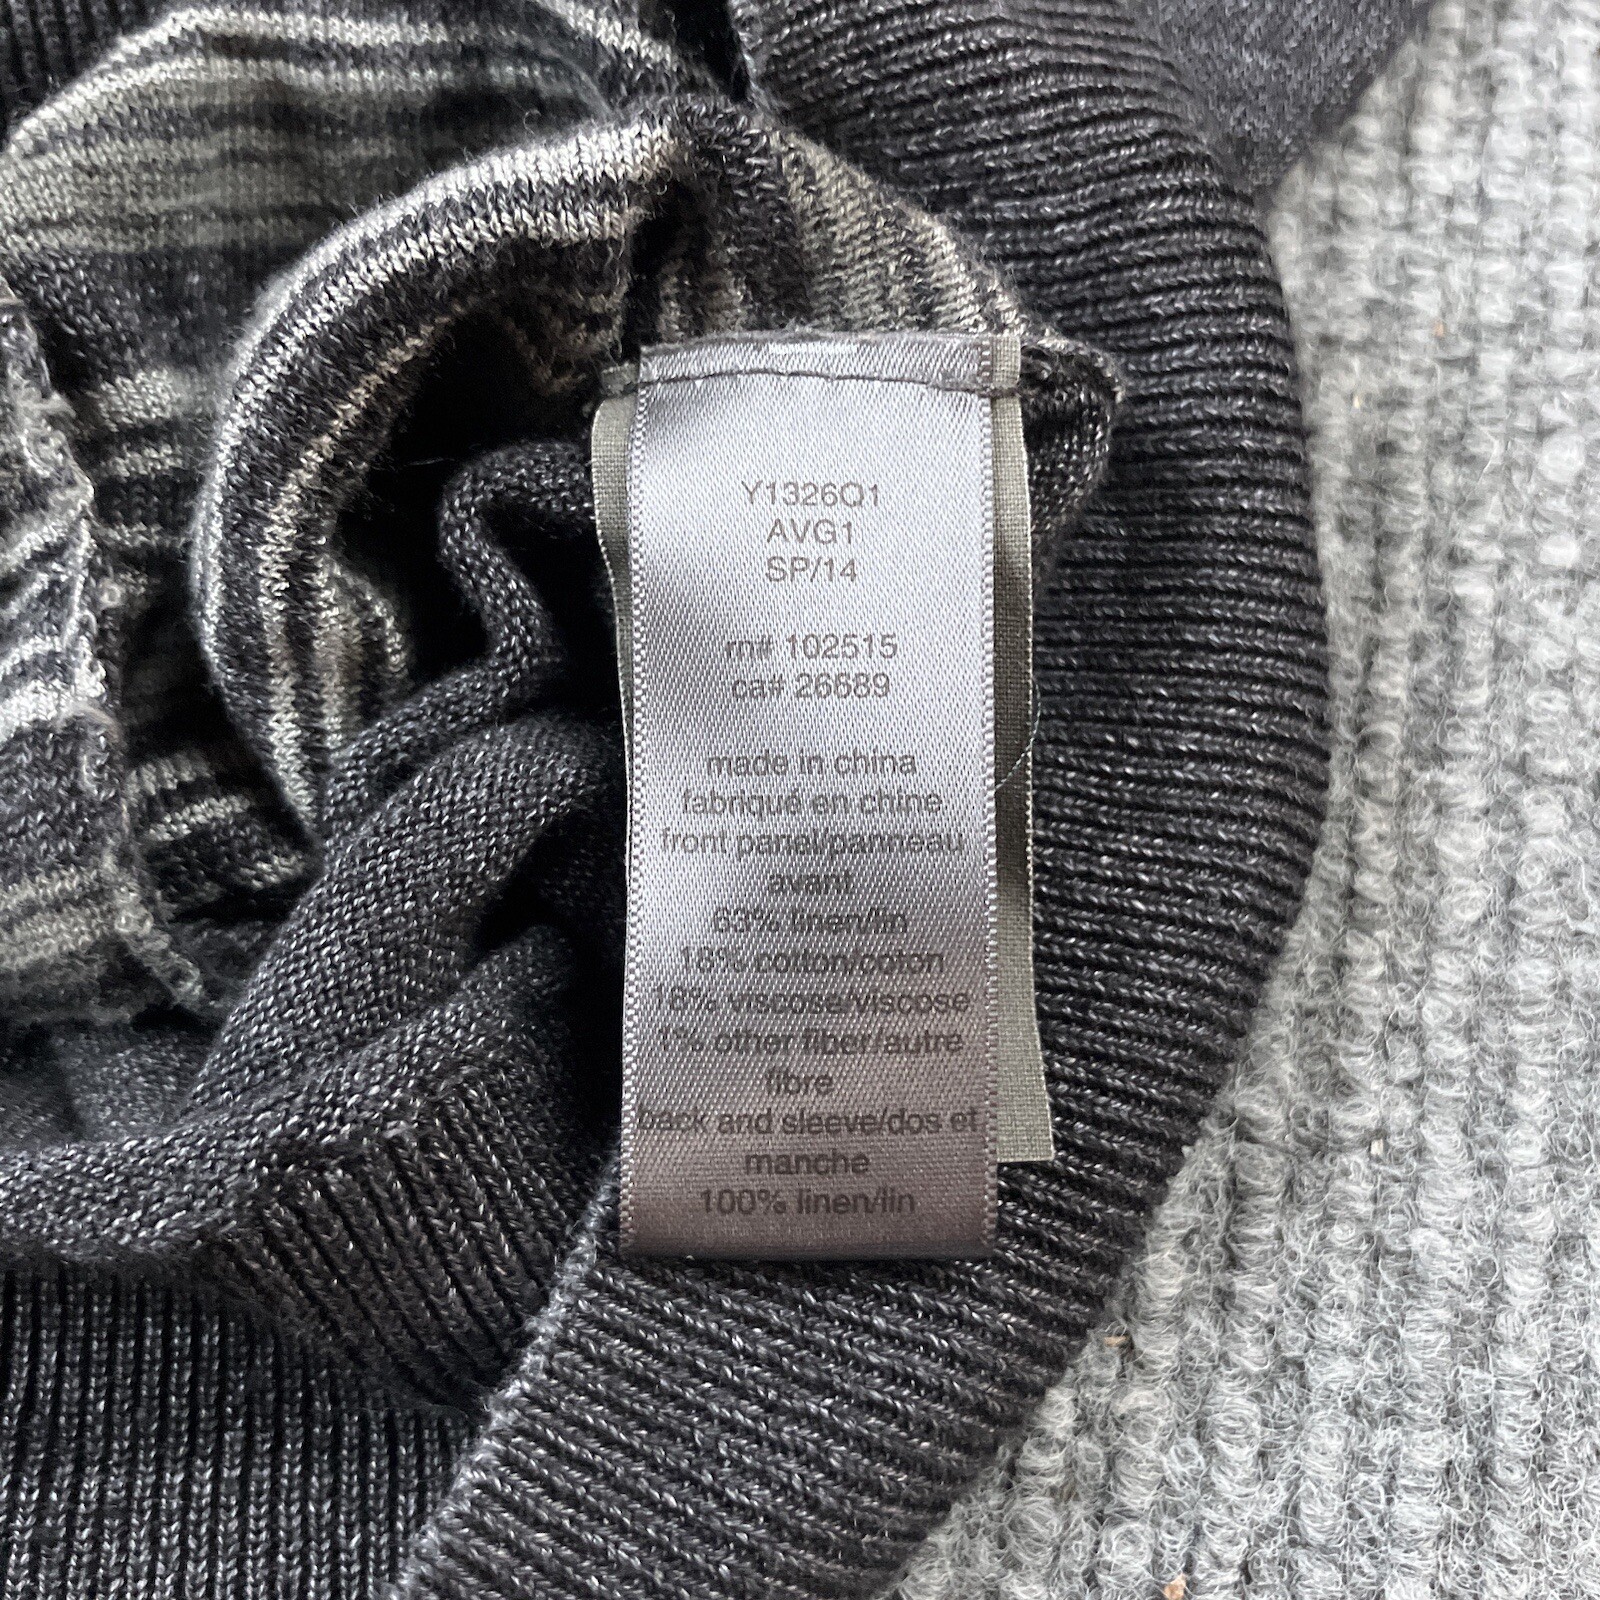 Y1326Q1
AVG1
SP/14
rn# 102515
ca# 26889
made in china
fabriqué en chine
front panel/panneau
avant
63% linen/lin
18% cotton/coton
18% viscose/viscose
1% other fiber/autre
fibre
back and sleeve/dos et
manche
100% linen/lin